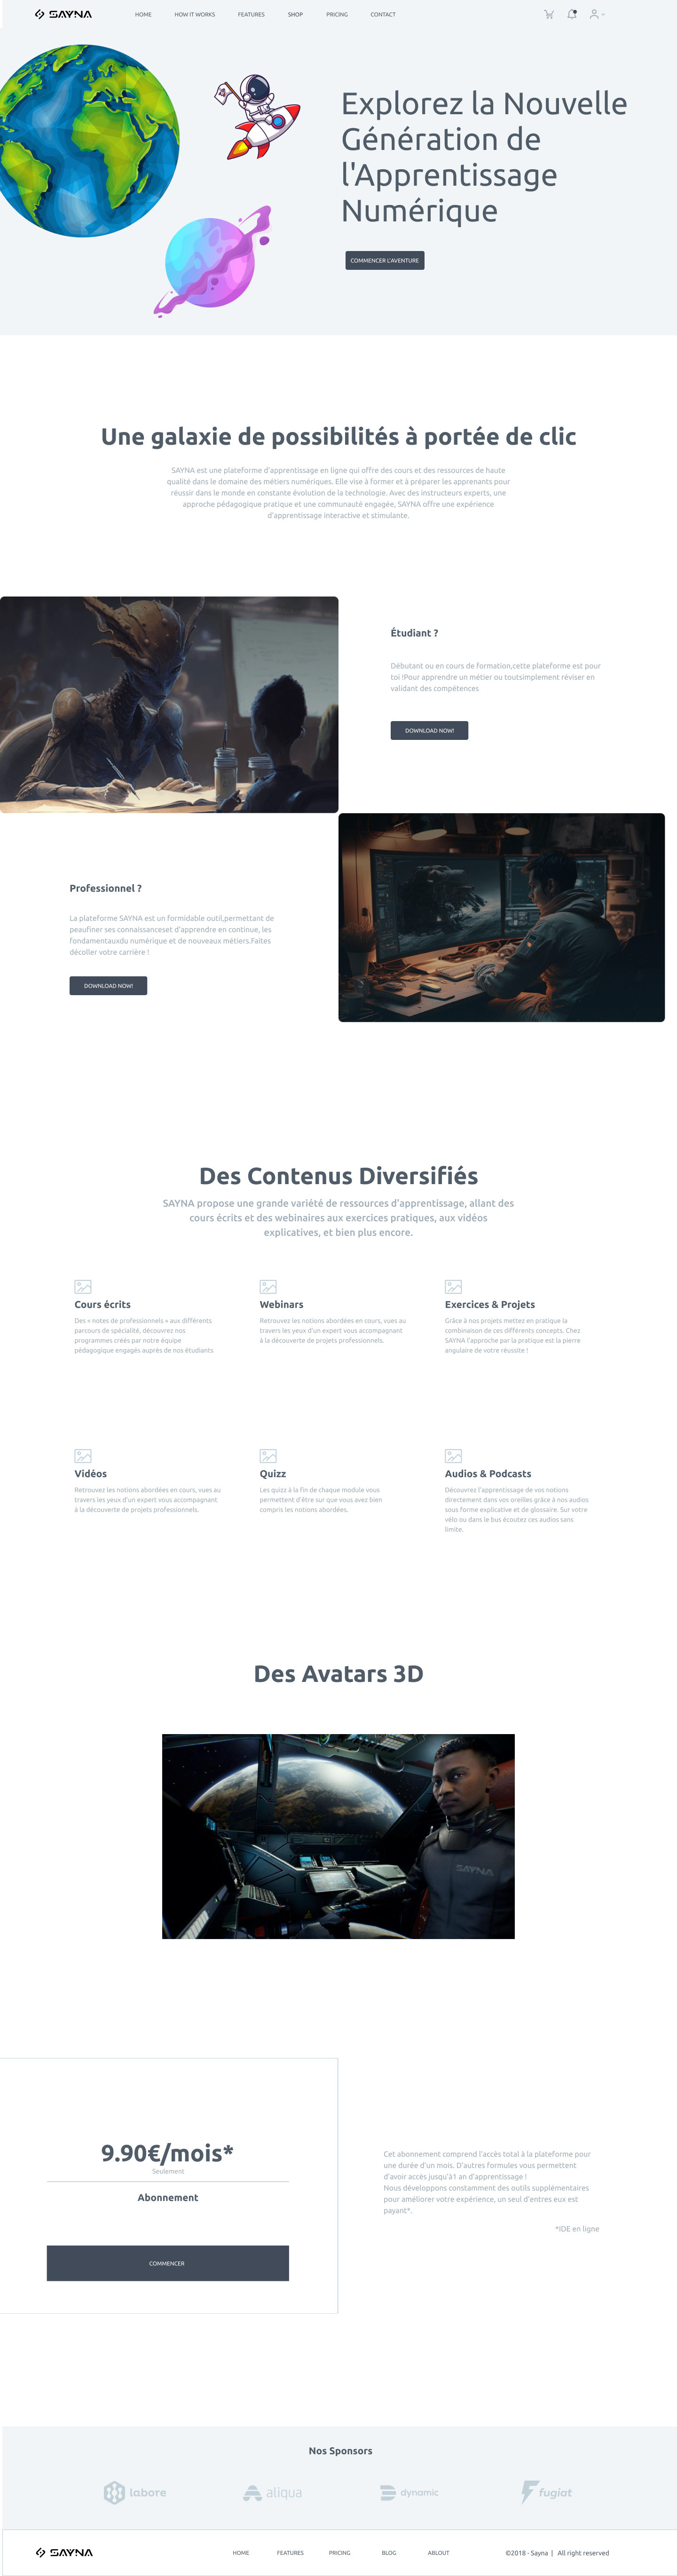 SAYNA
HOME
HOW IT WORKS
FEATURES
SHOP
PRICING
CONTACT
Explorez la Nouvelle
Génération de
l'Apprentissage
Numérique
COMMENCER L'AVENTURE
Une galaxie de possibilités à portée de clic
SAYNA est une plateforme d'apprentissage en ligne qui offre des cours et des ressources de haute
qualité dans le domaine des métiers numériques. Elle vise à former et à préparer les apprenants pour
réussir dans le monde en constante évolution de la technologie. Avec des instructeurs experts, une
approche pédagogique pratique et une communauté engagée, SAYNA offre une expérience
d'apprentissage interactive et stimulante.
Étudiant ?
Débutant ou en cours de formation,cette plateforme est pour
toi !Pour apprendre un métier ou toutsimplement réviser en
validant des compétences
DOWNLOAD NOW!
Professionnel ?
La plateforme SAYNA est un formidable outil,permettant de
peaufiner ses connaissanceset d'apprendre en continue, les
fondamentauxdu numérique et de nouveaux métiers.Faites
décoller votre carrière !
DOWNLOAD NOW!
Des Contenus Diversifiés
SAYNA propose une grande variété de ressources d'apprentissage, allant des
cours écrits et des webinaires aux exercices pratiques, aux vidéos
explicatives, et bien plus encore.
Cours écrits
Des « notes de professionnels » aux différents
parcours de spécialité, découvrez nos
programmes créés par notre équipe
pédagogique engagés auprès de nos étudiants
Webinars
Retrouvez les notions abordées en cours, vues au
travers les yeux d'un expert vous accompagnant
à la découverte de projets professionnels.
Exercices & Projets
Grâce à nos projets mettez en pratique la
combinaison de ces différents concepts. Chez
SAYNA l'approche par la pratique est la pierre
angulaire de votre réussite !
Vidéos
Retrouvez les notions abordées en cours, vues au
travers les yeux d'un expert vous accompagnant
à la découverte de projets professionnels.
Quizz
Les quizz à la fin de chaque module vous
permettent d'être sur que vous avez bien
compris les notions abordées.
Audios & Podcasts
Découvrez l'apprentissage de vos notions
directement dans vos oreilles grâce à nos audios
sous forme explicative et de glossaire. Sur votre
vélo ou dans le bus écoutez ces audios sans
limite.
Des Avatars 3D
SAYNA
9.90€/mois*
Seulement
Abonnement
COMMENCER
Cet abonnement comprend l'accès total à la plateforme pour
une durée d'un mois. D'autres formules vous permettent
d'avoir accès jusqu'à1 an d'apprentissage !
Nous développons constamment des outils supplémentaires
pour améliorer votre expérience, un seul d'entres eux est
payant*.
*IDE en ligne
Nos Sponsors
labore
aliqua
dynamic
fugiat
SAYNA
HOME
FEATURES
PRICING
BLOG
ABLOUT
©2018 - Sayna | All right reserved